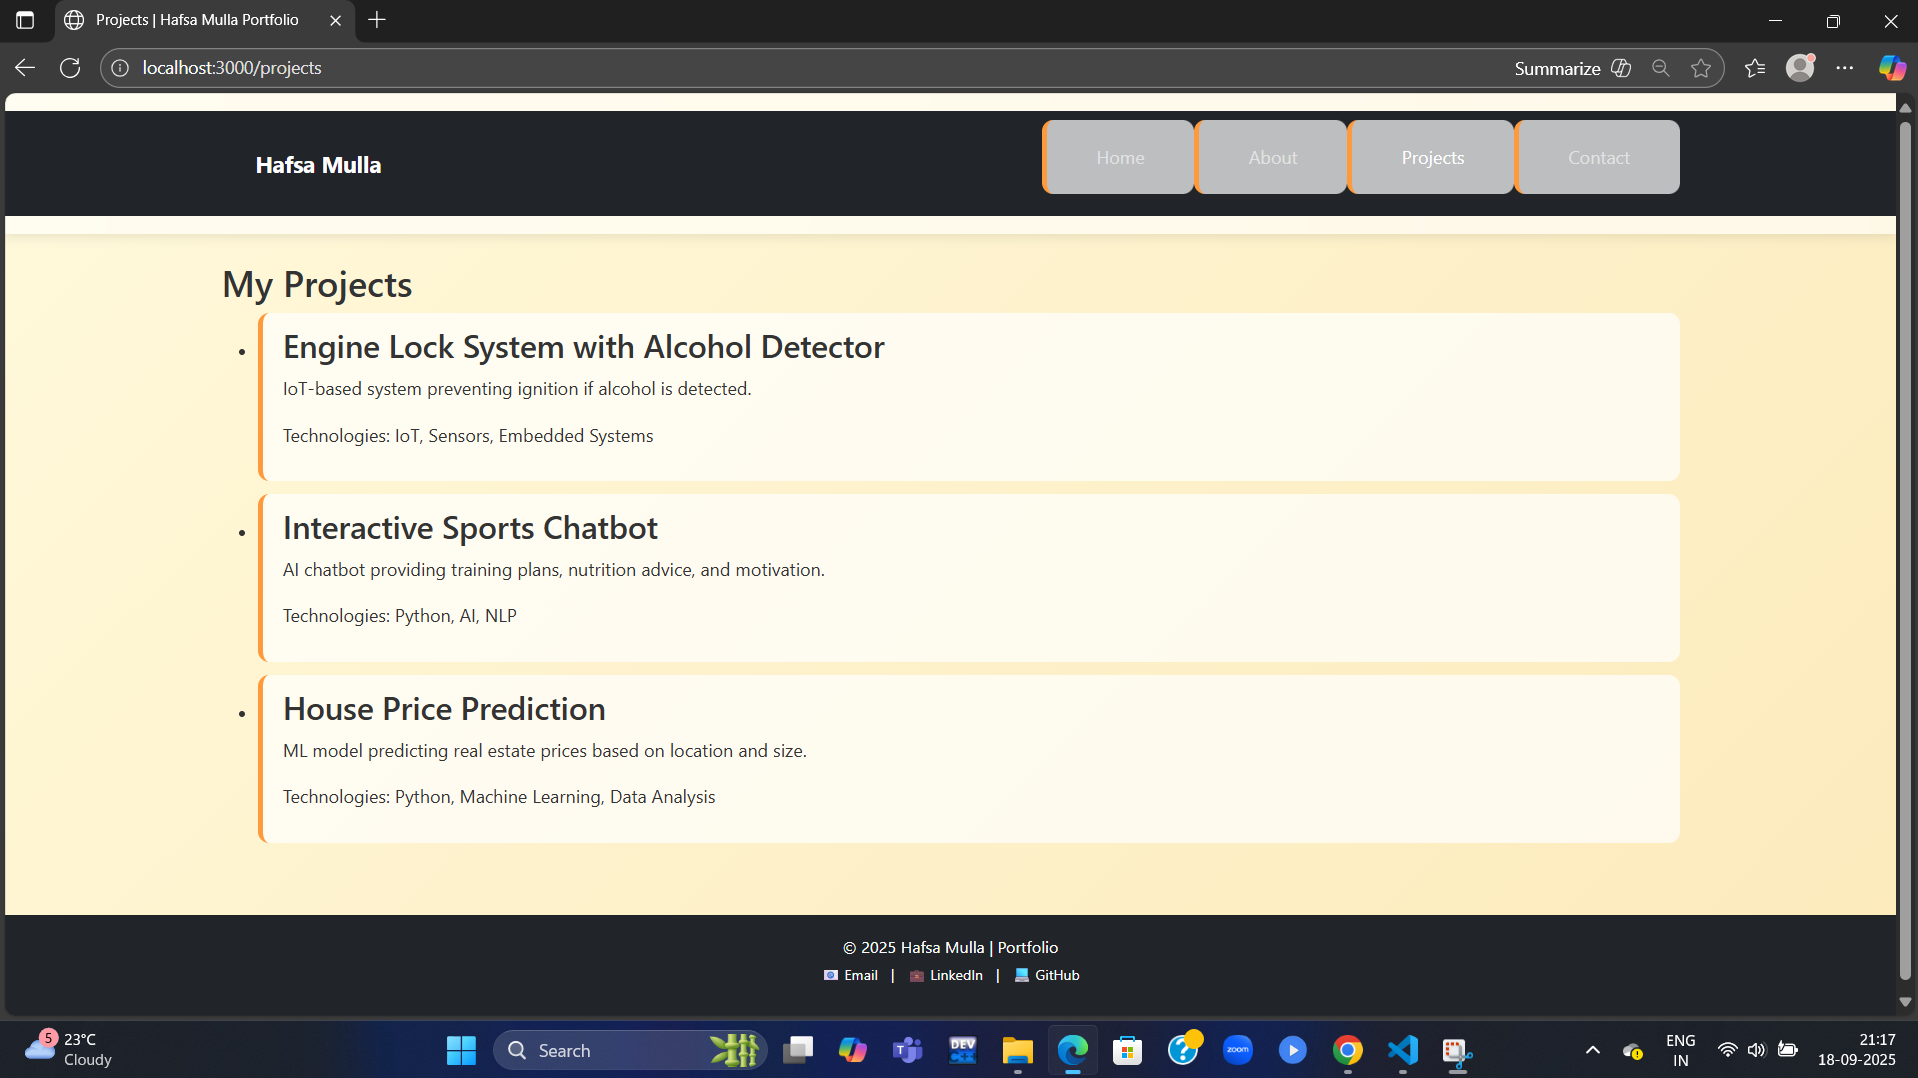 Projects | Hafsa Mulla Portfolio
localhost:3000/projects
Summarize
Hafsa Mulla
Home
About
Projects
Contact
My Projects
Engine Lock System with Alcohol Detector
IoT-based system preventing ignition if alcohol is detected.
Technologies: IoT, Sensors, Embedded Systems
Interactive Sports Chatbot
AI chatbot providing training plans, nutrition advice, and motivation.
Technologies: Python, AI, NLP
House Price Prediction
ML model predicting real estate prices based on location and size.
Technologies: Python, Machine Learning, Data Analysis
© 2025 Hafsa Mulla | Portfolio
Email | LinkedIn | GitHub
5
23°C
Cloudy
Search
T
DEV
C++
zoom
ENG
IN
21:17
18-09-2025